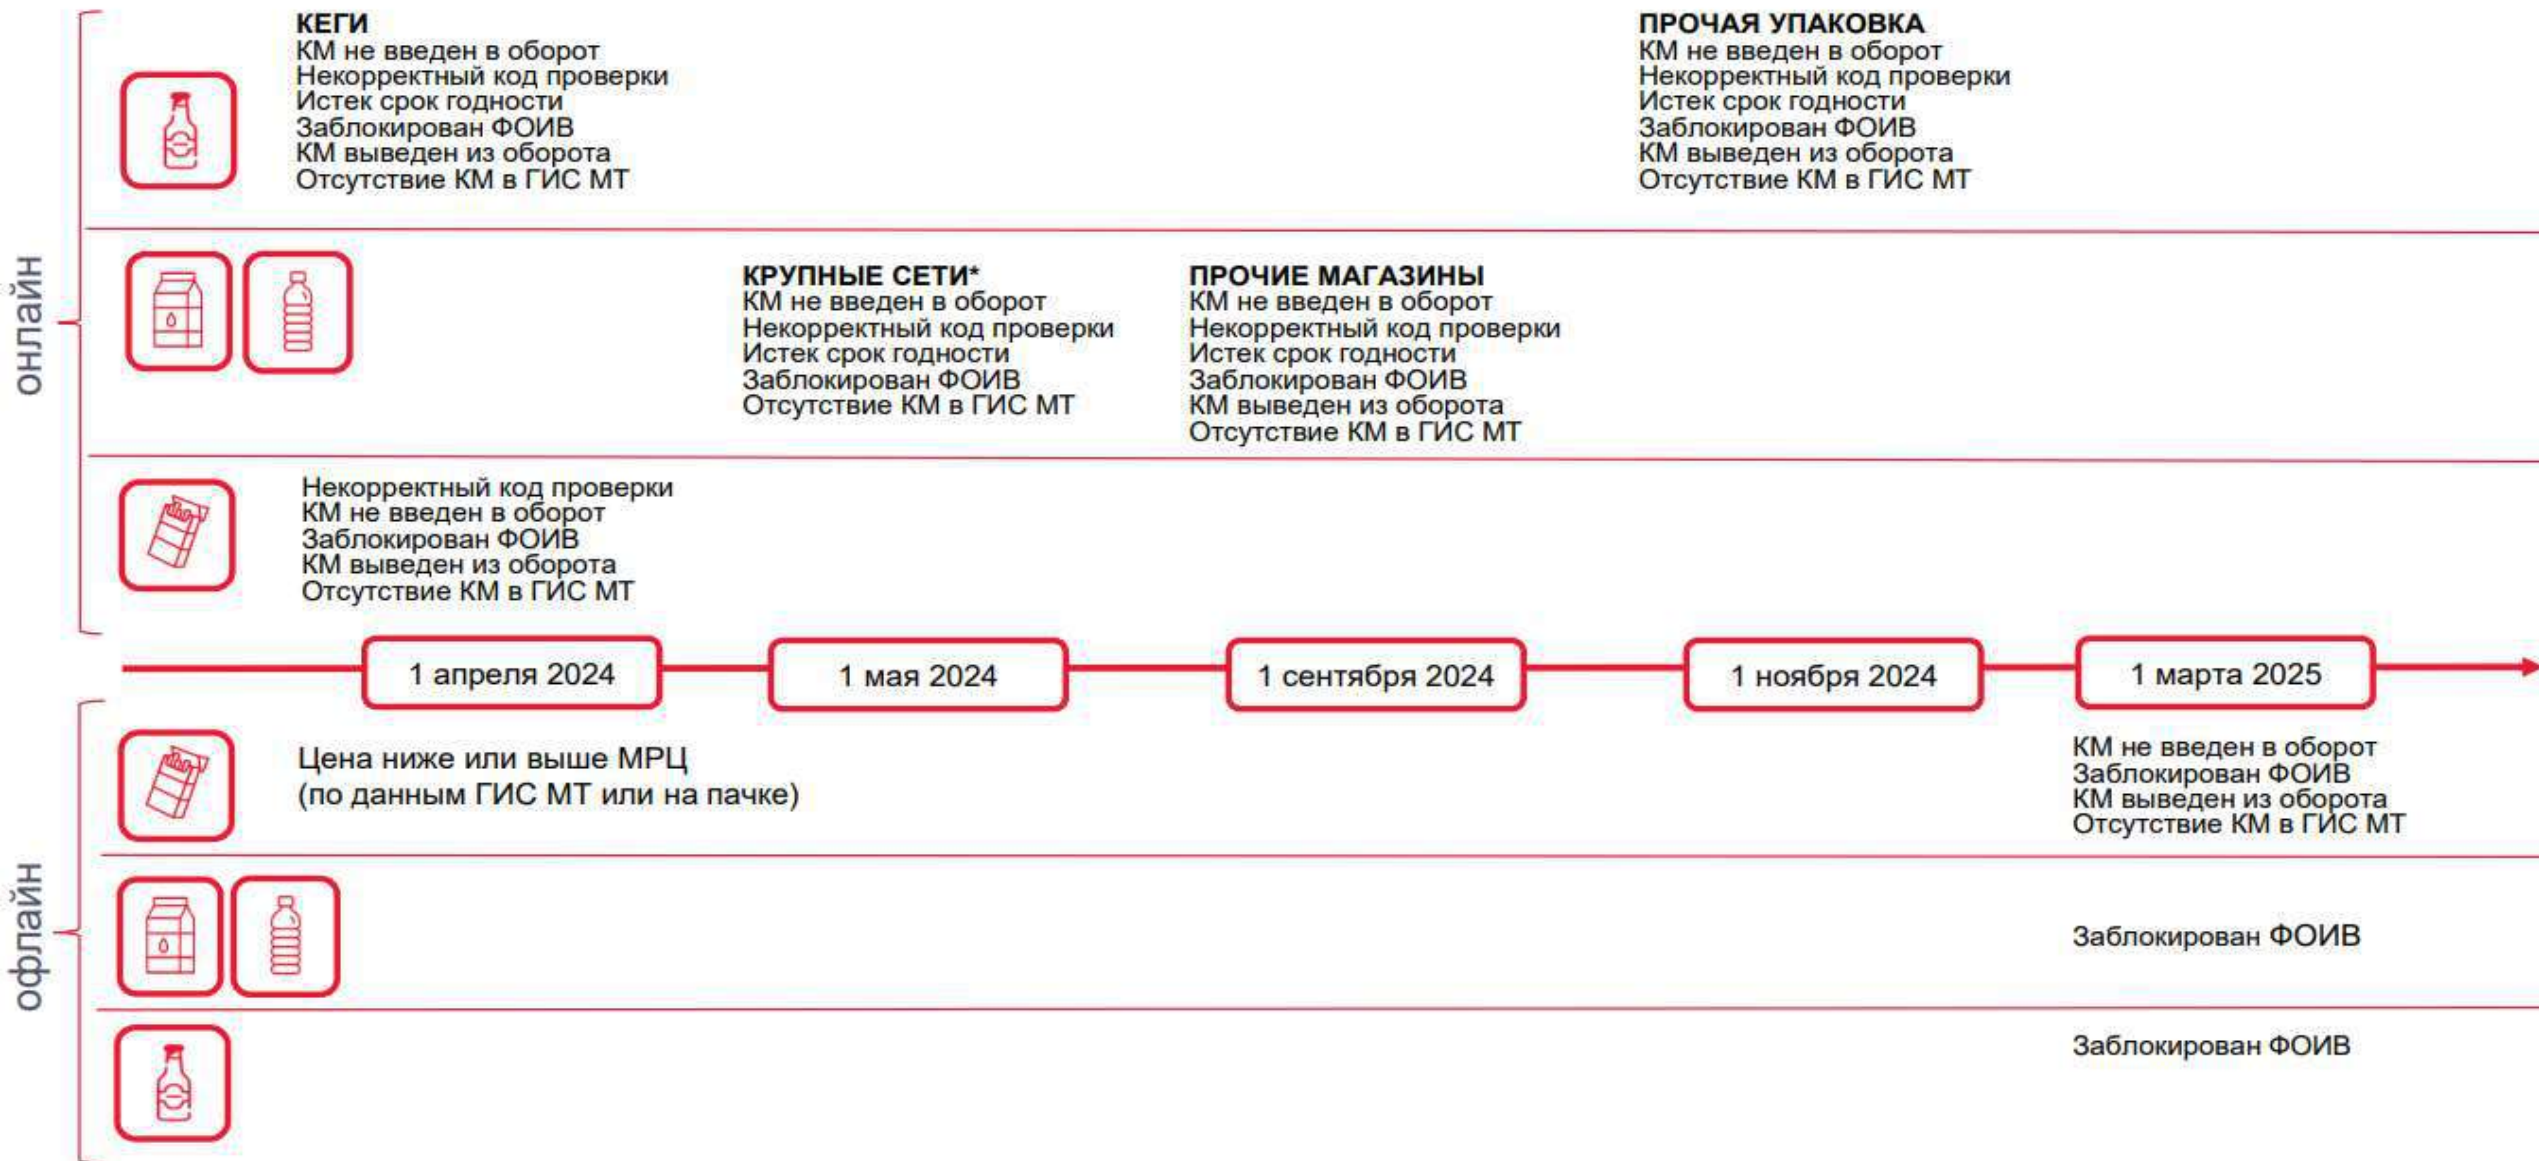 онлайн
КЕГИ
КМ не введен в оборот
Некорректный код проверки
Истек срок годности
Заблокирован ФОИВ
КМ выведен из оборота
Отсутствие КМ в ГИС МТ
ПРОЧАЯ УПАКОВКА
КМ не введен в оборот
Некорректный код проверки
Истек срок годности
Заблокирован ФОИВ
КМ выведен из оборота
Отсутствие КМ в ГИС МТ
КРУПНЫЕ СЕТИ*
КМ не введен в оборот
Некорректный код проверки
Истек срок годности
Заблокирован ФОИВ
Отсутствие КМ в ГИС МТ
ПРОЧИЕ МАГАЗИНЫ
КМ не введен в оборот
Некорректный код проверки
Истек срок годности
Заблокирован ФОИВ
КМ выведен из оборота
Отсутствие КМ в ГИС МТ
Некорректный код проверки
КМ не введен в оборот
Заблокирован ФОИВ
КМ выведен из оборота
Отсутствие КМ в ГИС МТ
1 апреля 2024
1 мая 2024
1 сентября 2024
1 ноября 2024
1 марта 2025
офлайн
Цена ниже или выше МРЦ
(по данным ГИС МТ или на пачке)
КМ не введен в оборот
Заблокирован ФОИВ
КМ выведен из оборота
Отсутствие КМ в ГИС МТ
Заблокирован ФОИВ
Заблокирован ФОИВ